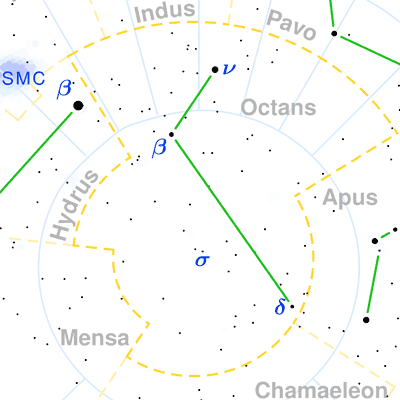 Indus
Pavo
SMC
β
ν
Octans
β
Hydrus
Apus
σ
δ
Mensa
Chamaeleon